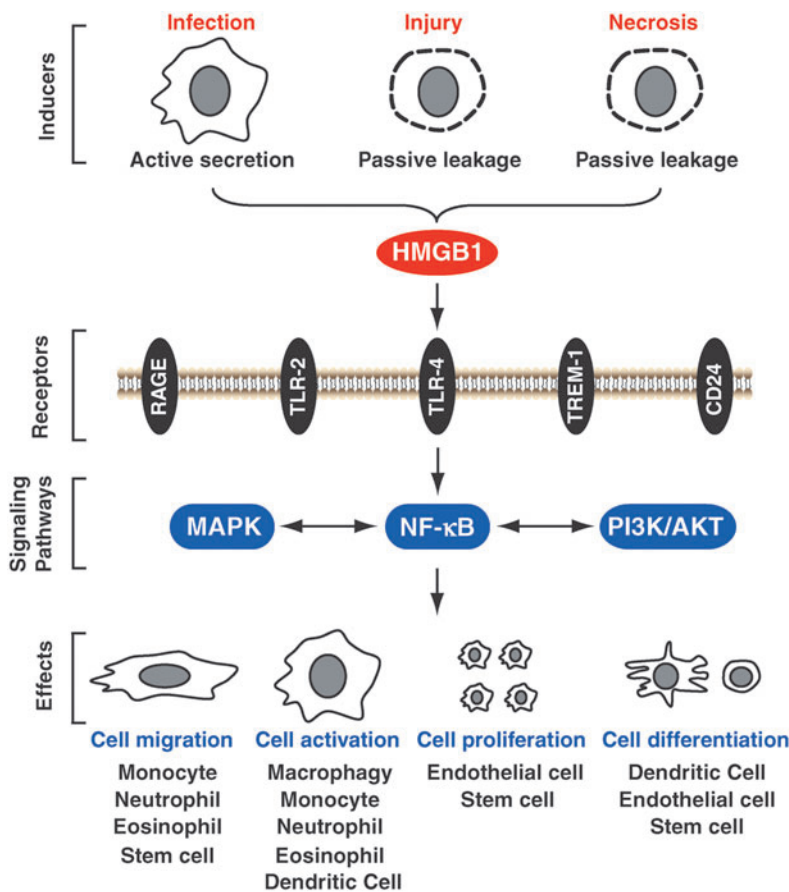 Infection
Injury
Necrosis
Inducers
Active secretion
Passive leakage
Passive leakage
HMGB1
Receptors
RAGE
TLR-2
TLR-4
TREM-1
CD24
Signaling
Pathways
MAPK
NF-κB
PI3K/AKT
Effects
Cell migration
Monocyte
Neutrophil
Eosinophil
Stem cell
Cell activation
Macrophagy
Monocyte
Neutrophil
Eosinophil
Dendritic Cell
Cell proliferation
Endothelial cell
Stem cell
Cell differentiation
Dendritic Cell
Endothelial cell
Stem cell